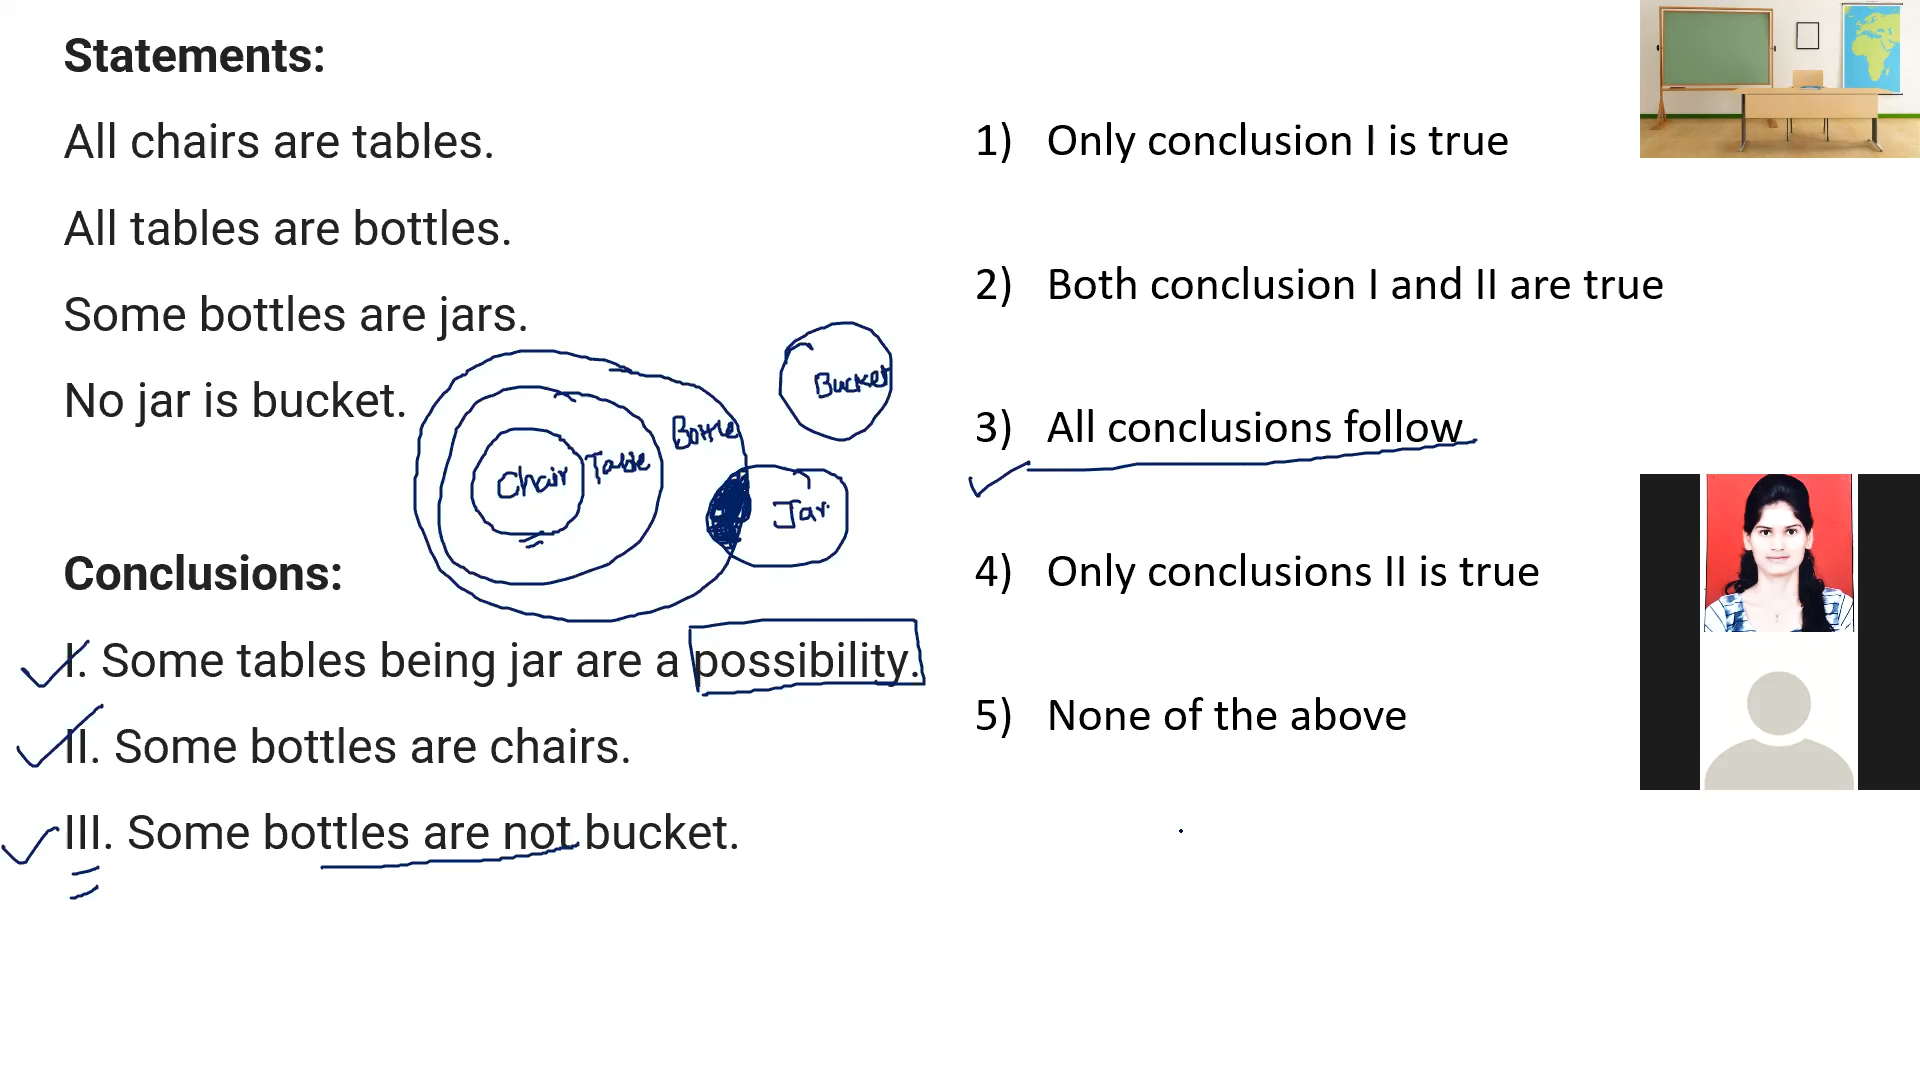 Statements:
All chairs are tables.
All tables are bottles.
Some bottles are jars.
No jar is bucket.
Bucket
Bottle
Chair
Table
Jar
Conclusions:
I. Some tables being jar are a possibility.
II. Some bottles are chairs.
III. Some bottles are not bucket.
1) Only conclusion I is true
2) Both conclusion I and II are true
3) All conclusions follow
4) Only conclusions II is true
5) None of the above